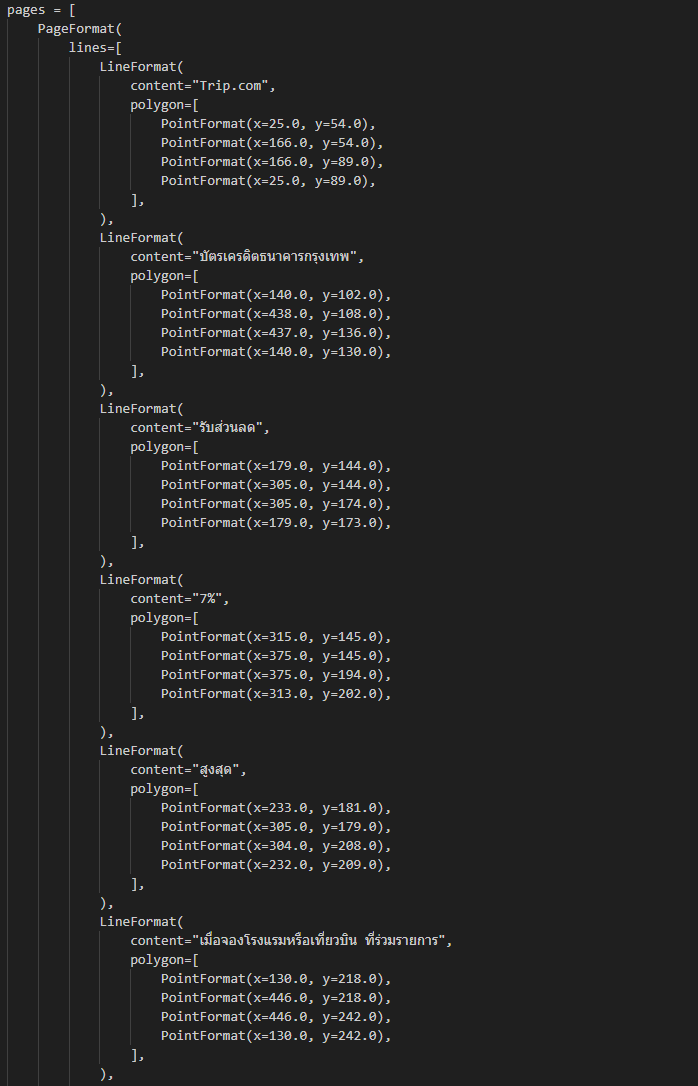 pages = [
PageFormat(
lines=[
LineFormat(
content="Trip.com",
polygon=[
PointFormat(x=25.0, y=54.0),
PointFormat(x=166.0, y=54.0),
PointFormat(x=166.0, y=89.0),
PointFormat(x=25.0, y=89.0),
],
),
LineFormat(
content="บัตรเครดิตธนาคารกรุงเทพ",
polygon=[
PointFormat(x=140.0, y=102.0),
PointFormat(x=438.0, y=108.0),
PointFormat(x=437.0, y=136.0),
PointFormat(x=140.0, y=130.0),
],
),
LineFormat(
content="รับส่วนลด",
polygon=[
PointFormat(x=179.0, y=144.0),
PointFormat(x=305.0, y=144.0),
PointFormat(x=305.0, y=174.0),
PointFormat(x=179.0, y=173.0),
],
),
LineFormat(
content="7%",
polygon=[
PointFormat(x=315.0, y=145.0),
PointFormat(x=375.0, y=145.0),
PointFormat(x=375.0, y=194.0),
PointFormat(x=313.0, y=202.0),
],
),
LineFormat(
content="สูงสุด",
polygon=[
PointFormat(x=233.0, y=181.0),
PointFormat(x=305.0, y=179.0),
PointFormat(x=304.0, y=208.0),
PointFormat(x=232.0, y=209.0),
],
),
LineFormat(
content="เมื่อจองโรงแรมหรือเที่ยวบิน ที่ร่วมรายการ",
polygon=[
PointFormat(x=130.0, y=218.0),
PointFormat(x=446.0, y=218.0),
PointFormat(x=446.0, y=242.0),
PointFormat(x=130.0, y=242.0),
],
),